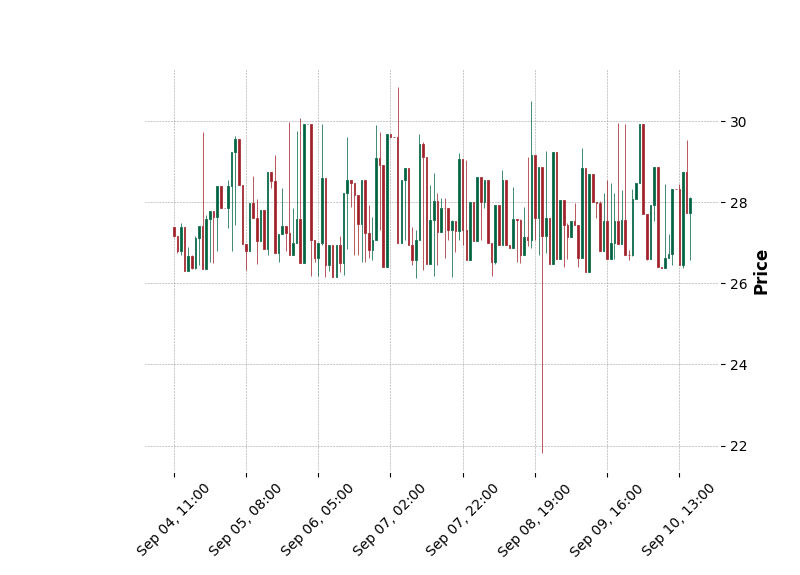 30
28
26
24
22
Price
Sep 04, 11:00
Sep 05, 08:00
Sep 06, 05:00
Sep 07, 02:00
Sep 07, 22:00
Sep 08, 19:00
Sep 09, 16:00
Sep 10, 13:00